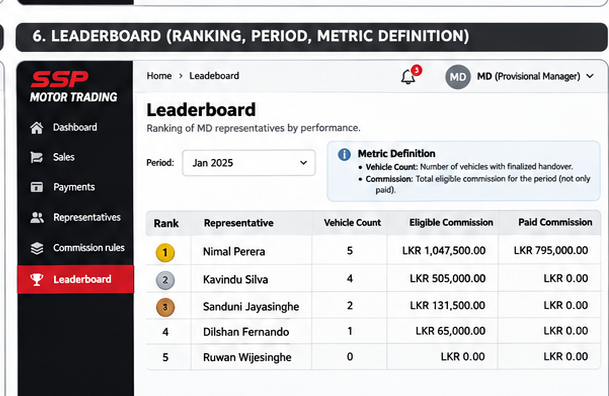 6. LEADERBOARD (RANKING, PERIOD, METRIC DEFINITION)
SSP
MOTOR TRADING
Dashboard
Sales
Payments
Representatives
Commission rules
Leaderboard
Home > Leadeboard
3
MD
MD (Provisional Manager)
Leaderboard
Ranking of MD representatives by performance.
Period:
Jan 2025
Metric Definition
• Vehicle Count: Number of vehicles with finalized handover.
• Commission: Total eligible commission for the period (not only
paid).
Rank Representative Vehicle Count Eligible Commission Paid Commission
1 Nimal Perera 5 LKR 1,047,500.00 LKR 795,000.00
2 Kavindu Silva 4 LKR 505,000.00 LKR 0.00
3 Sanduni Jayasinghe 2 LKR 131,500.00 LKR 0.00
4 Dilshan Fernando 1 LKR 65,000.00 LKR 0.00
5 Ruwan Wijesinghe 0 LKR 0.00 LKR 0.00